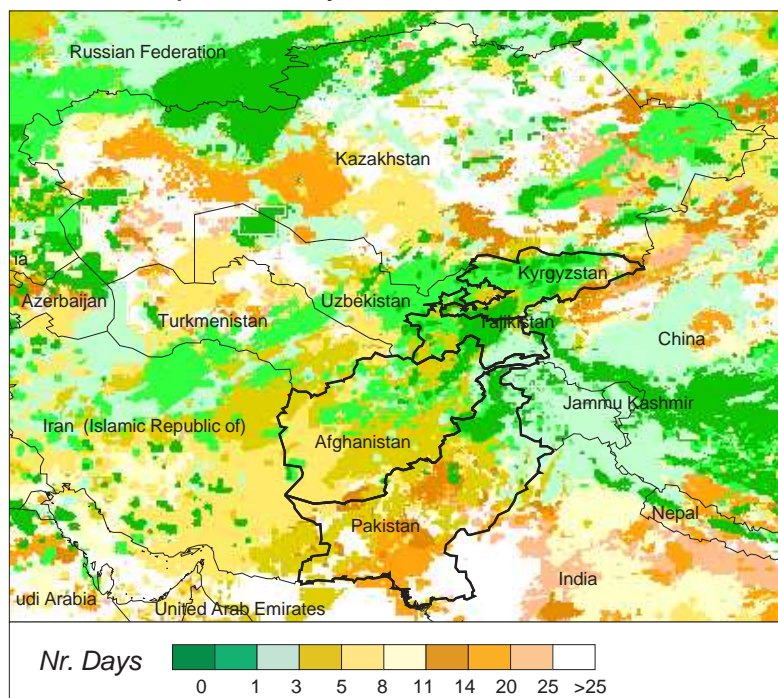 Russian Federation
Kazakhstan
Kyrgyzstan
ia
Azerbaijan
Uzbekistan
Turkmenistan
Tajikistan
China
Jammu Kashmir
Iran (Islamic Republic of)
Afghanistan
Nepal
Pakistan
India
udi Arabia
United Arab Emirates
Nr. Days
0 1 3 5 8 11 14 20 25 >25